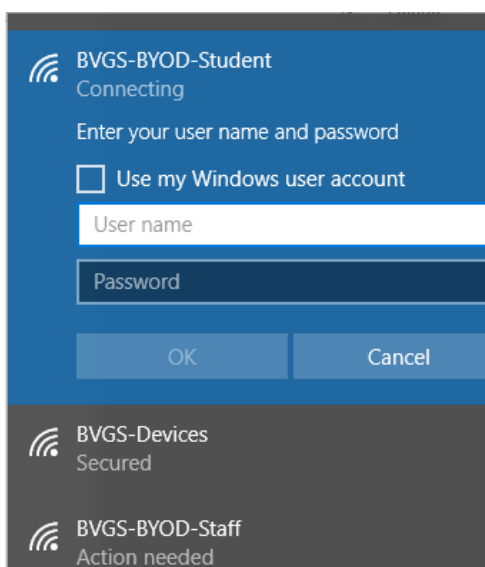 BVGS-BYOD-Student
Connecting
Enter your user name and password
Use my Windows user account
User name
Password
OK
Cancel
BVGS-Devices
Secured
BVGS-BYOD-Staff
Action needed